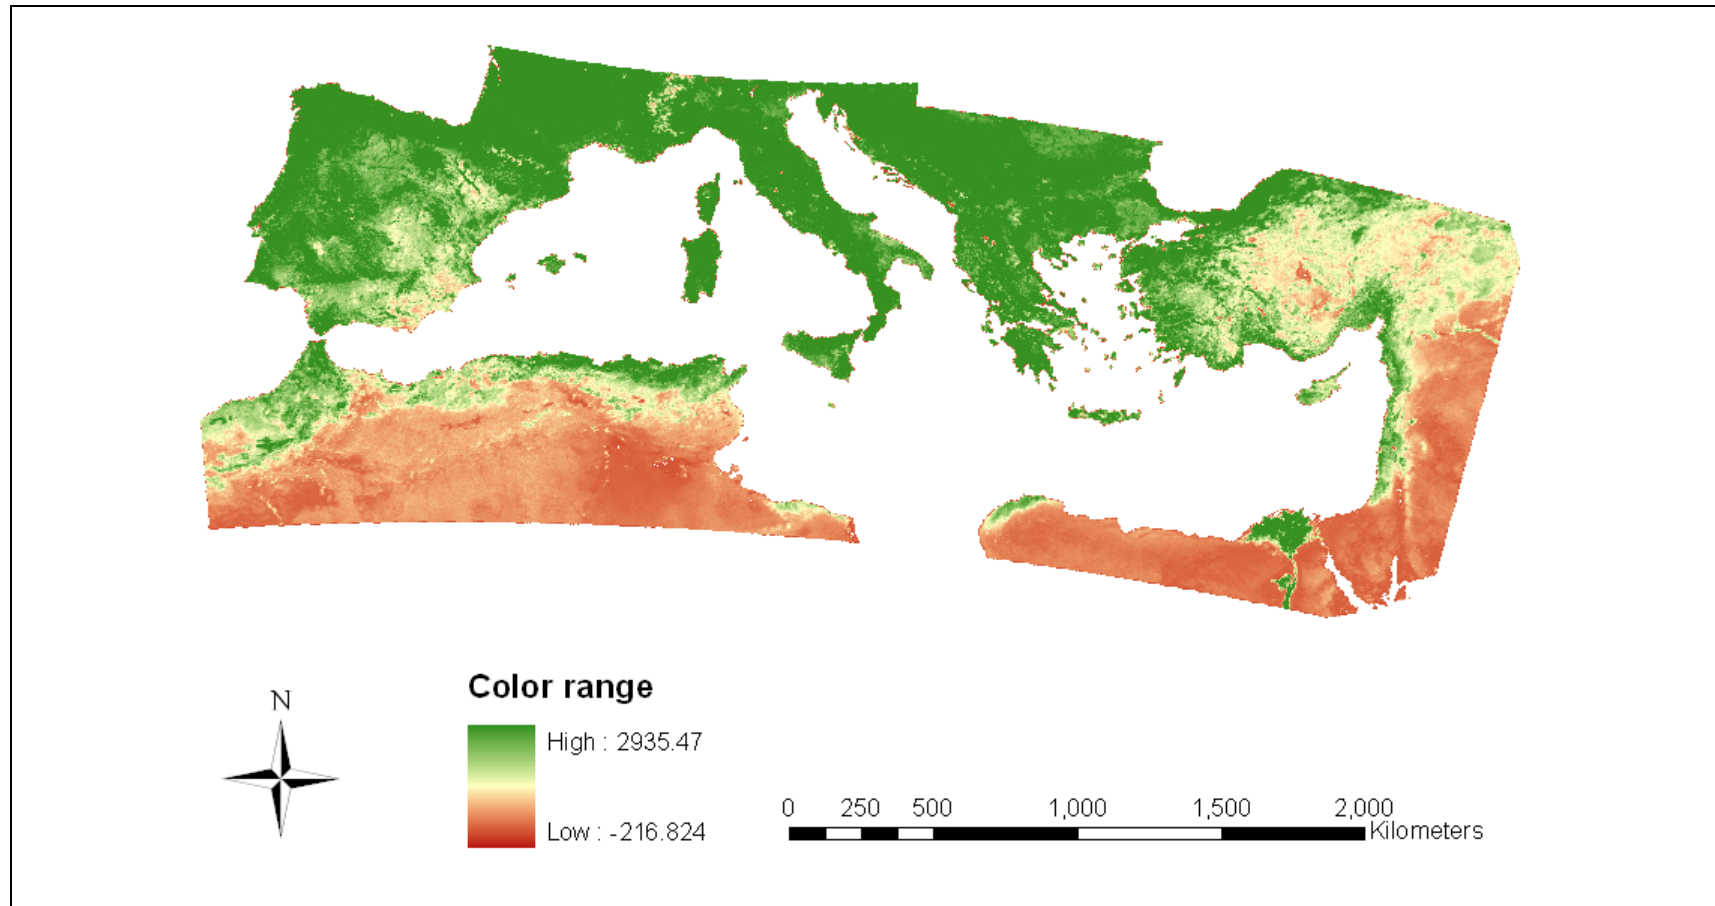 N
Color range
High : 2935.47
Low : -216.824
0 250 500 1,000 1,500 2,000
Kilometers